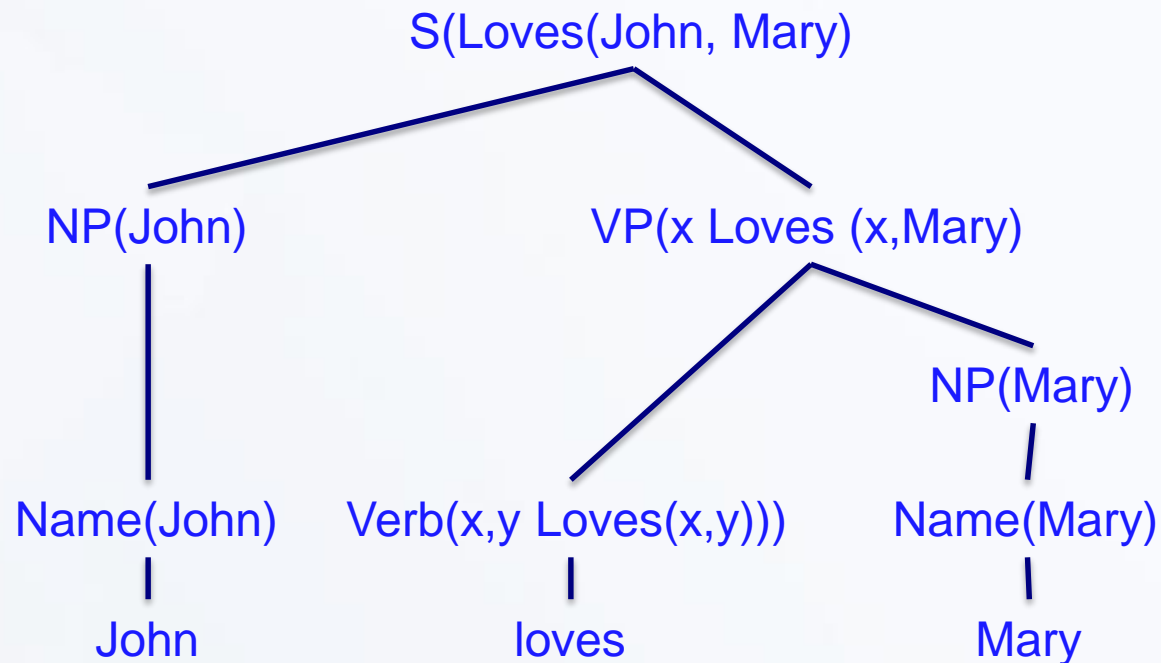 S(Loves(John, Mary)
NP(John)
VP(x Loves (x,Mary)
NP(Mary)
Name(John)
Verb(x,y Loves(x,y)))
Name(Mary)
John
loves
Mary